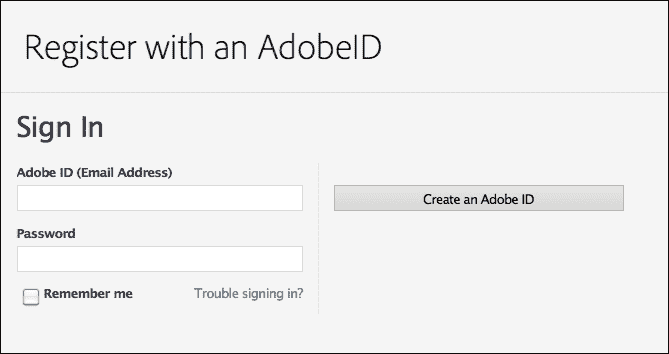 Register with an AdobeID
Sign In
Adobe ID (Email Address)
Create an Adobe ID
Password
Remember me
Trouble signing in?